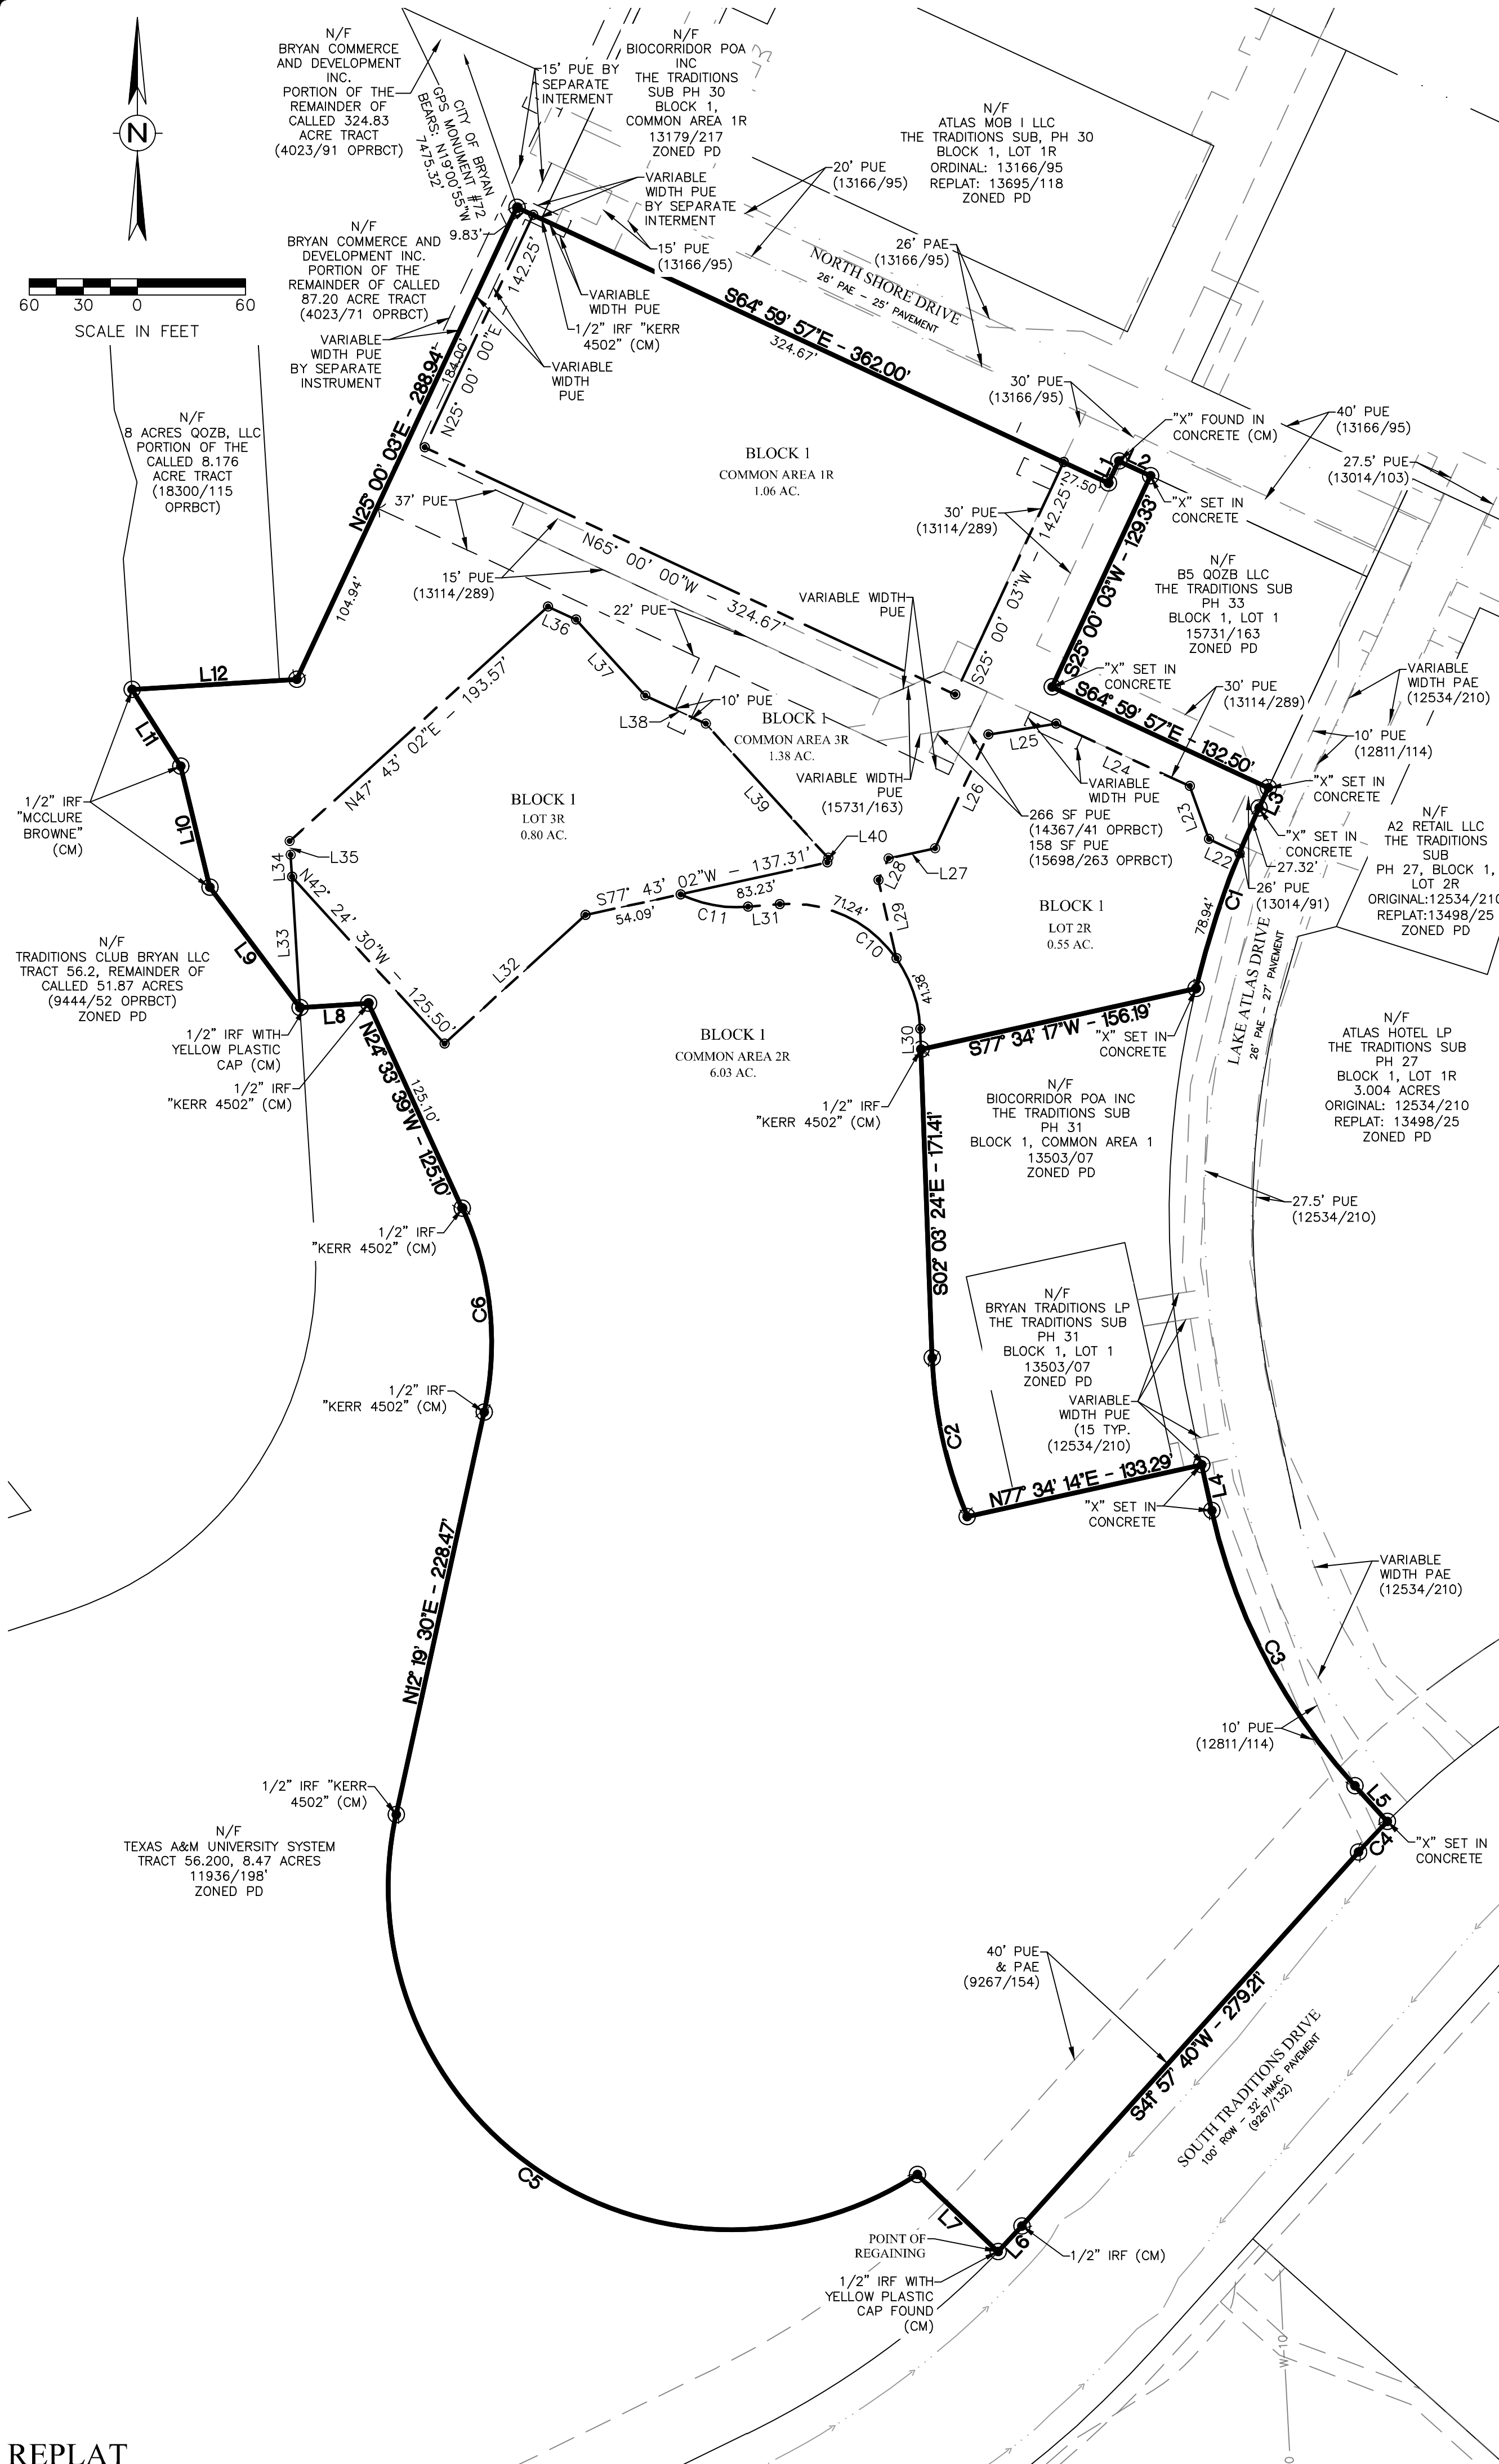 N/F
BRYAN COMMERCE
AND DEVELOPMENT
INC.
PORTION OF THE
REMAINDER OF
CALLED 324.83
ACRE TRACT
(4023/91 OPRBCT)
CITY OF BRYAN
GPS MONUMENT #72
BEARS: N19°00'55"W
7475.32'
15' PUE BY
SEPARATE
INTERMENT
N/F
BIOCORRIDOR POA
INC
THE TRADITIONS
SUB PH 30
BLOCK 1,
COMMON AREA 1R
13179/217
ZONED PD
N/F
ATLAS MOB I LLC
THE TRADITIONS SUB, PH 30
BLOCK 1, LOT 1R
ORDINAL: 13166/95
REPLAT: 13695/118
ZONED PD
N
60 30 0 60
SCALE IN FEET
20' PUE
(13166/95)
VARIABLE
WIDTH PUE
BY SEPARATE
INTERMENT
15' PUE
(13166/95)
26' PAE
(13166/95)
NORTH SHORE DRIVE
26' PAE - 25' PAVEMENT
N/F
BRYAN COMMERCE AND
DEVELOPMENT INC.
PORTION OF THE
REMAINDER OF CALLED
87.20 ACRE TRACT
(4023/71 OPRBCT)
9.83'
VARIABLE
WIDTH PUE
BY SEPARATE
INSTRUMENT
VARIABLE
WIDTH PUE
1/2" IRF "KERR
4502" (CM)
VARIABLE
WIDTH
PUE
S64° 59' 57"E - 362.00'
324.67'
N25° 00' 03"E - 288.94'
184.00'
104.94'
N25° 00' 00"E - 142.25'
30' PUE
(13166/95)
"X" FOUND IN
CONCRETE (CM)
40' PUE
(13166/95)
27.5' PUE
(13014/103)
L1
L2
27.50'
"X" SET IN
CONCRETE
N/F
8 ACRES QOZB, LLC
PORTION OF THE
CALLED 8.176
ACRE TRACT
(18300/115
OPRBCT)
BLOCK 1
COMMON AREA 1R
1.06 AC.
37' PUE
15' PUE
(13114/289)
N65° 00' 00"W - 324.67'
22' PUE
30' PUE
(13114/289)
S25° 00' 03"W - 142.25'
S25° 00' 03"W - 129.33'
N/F
B5 QOZB LLC
THE TRADITIONS SUB
PH 33
BLOCK 1, LOT 1
15731/163
ZONED PD
VARIABLE WIDTH
PUE
"X" SET IN
CONCRETE
30' PUE
(13114/289)
VARIABLE
WIDTH PAE
(12534/210)
10' PUE
(12811/114)
S64° 59' 57"E - 132.50'
L12
L11
L10
L9
L36
L37
L38
10' PUE
BLOCK 1
COMMON AREA 3R
1.38 AC.
L25
L24
N47° 43' 02"E - 193.57'
VARIABLE WIDTH
PUE
(15731/163)
VARIABLE
WIDTH PUE
"X" SET IN
CONCRETE
1/2" IRF
"MCCLURE
BROWNE"
(CM)
BLOCK 1
LOT 3R
0.80 AC.
L39
L26
L23
L3
266 SF PUE
(14367/41 OPRBCT)
158 SF PUE
(15698/263 OPRBCT)
"X" SET IN
CONCRETE
N/F
A2 RETAIL LLC
THE TRADITIONS
SUB
PH 27, BLOCK 1,
LOT 2R
ORIGINAL:12534/210
REPLAT:13498/25
ZONED PD
L40
L35
L34
L28
L27
L22
27.32'
26' PUE
(13014/91)
C1
78.94'
N42° 24' 30"W - 125.50'
S77° 43' 02"W - 137.31'
54.09'
83.23'
C11
L31
71.24'
C10
L29
BLOCK 1
LOT 2R
0.55 AC.
L33
L32
41.38'
N/F
TRADITIONS CLUB BRYAN LLC
TRACT 56.2, REMAINDER OF
CALLED 51.87 ACRES
(9444/52 OPRBCT)
ZONED PD
LAKE ATLAS DRIVE
26' PAE - 27' PAVEMENT
L8
1/2" IRF WITH
YELLOW PLASTIC
CAP (CM)
1/2" IRF
"KERR 4502" (CM)
N24° 33' 39"W - 125.10'
125.10'
BLOCK 1
COMMON AREA 2R
6.03 AC.
L30
S77° 34' 17"W - 156.19'
"X" SET IN
CONCRETE
N/F
ATLAS HOTEL LP
THE TRADITIONS SUB
PH 27
BLOCK 1, LOT 1R
3.004 ACRES
ORIGINAL: 12534/210
REPLAT: 13498/25
ZONED PD
1/2" IRF
"KERR 4502" (CM)
N/F
BIOCORRIDOR POA INC
THE TRADITIONS SUB
PH 31
BLOCK 1, COMMON AREA 1
13503/07
ZONED PD
S02° 03' 24"E - 171.41'
27.5' PUE
(12534/210)
1/2" IRF
"KERR 4502" (CM)
C6
N/F
BRYAN TRADITIONS LP
THE TRADITIONS SUB
PH 31
BLOCK 1, LOT 1
13503/07
ZONED PD
1/2" IRF
"KERR 4502" (CM)
VARIABLE
WIDTH PUE
(15 TYP.
(12534/210)
C2
N77° 34' 14"E - 133.29'
L4
"X" SET IN
CONCRETE
N12° 19' 30"E - 228.47'
VARIABLE
WIDTH PAE
(12534/210)
C3
10' PUE
(12811/114)
1/2" IRF "KERR
4502" (CM)
L5
C4
"X" SET IN
CONCRETE
N/F
TEXAS A&M UNIVERSITY SYSTEM
TRACT 56.200, 8.47 ACRES
11936/198'
ZONED PD
40' PUE
& PAE
(9267/154)
S41° 57' 40"W - 279.21'
SOUTH TRADITIONS DRIVE
100' ROW - 32' HMAC PAVEMENT
(9267/132)
C5
L7
L6
POINT OF
REGAINING
1/2" IRF (CM)
1/2" IRF WITH
YELLOW PLASTIC
CAP FOUND
(CM)
W-10
REPLAT